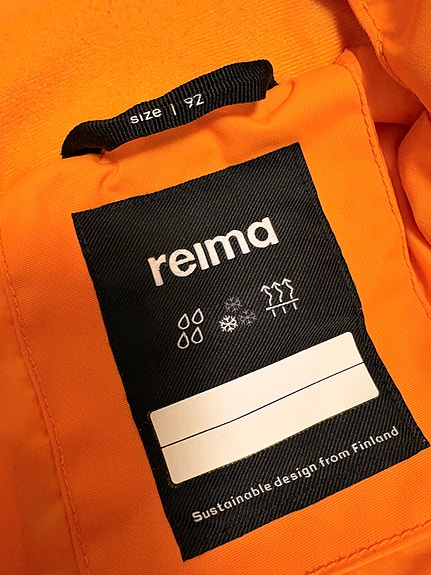 size | 92
reima
Sustainable design from Finland